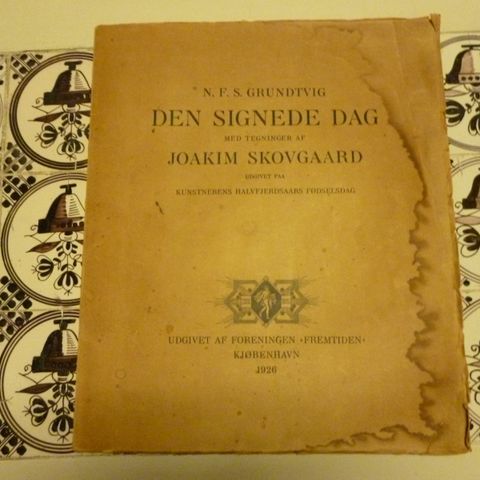 N. F. S. GRUNDTVIG
DEN SIGNEDE DAG
MED TEGNINGER AF
JOAKIM SKOVGAARD
UDGIVET PAA
KUNSTNERENS HALVFJERDSAARS FØDSELSDAG
UDGIVET AF FORENINGEN ›FREMTIDEN‹
KJØBENHAVN
1926